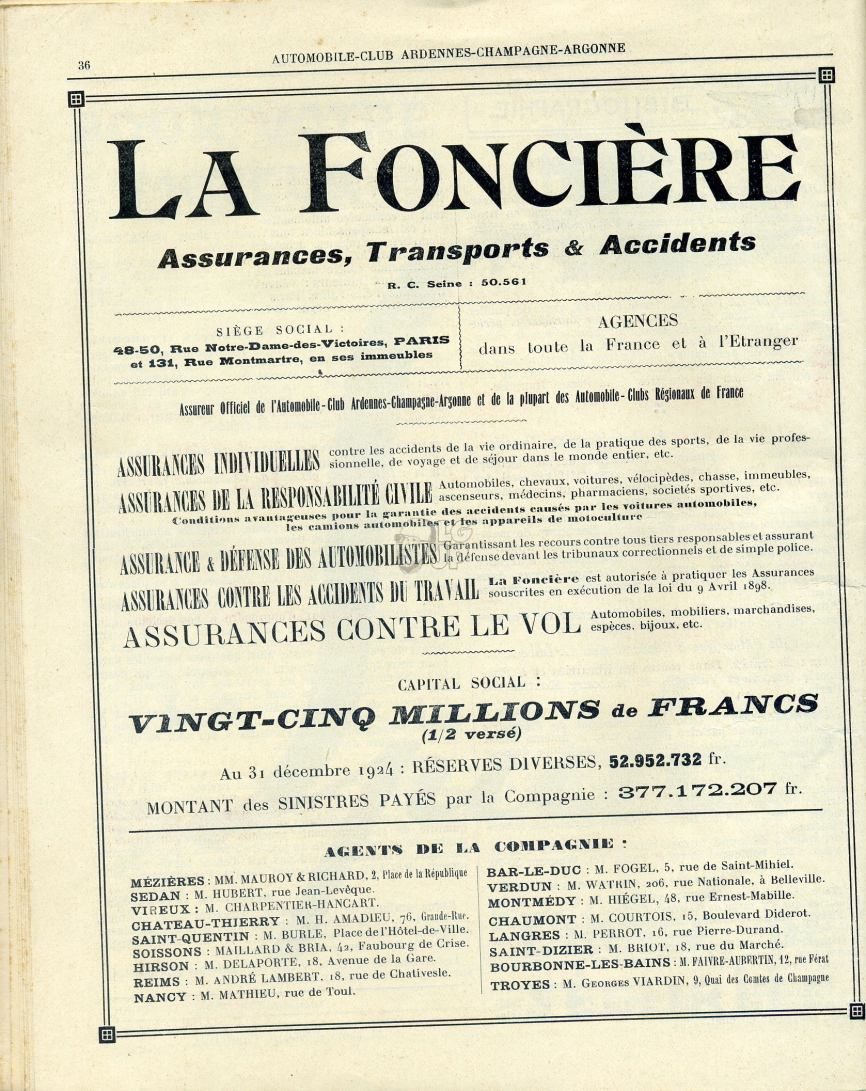 36
AUTOMOBILE-CLUB ARDENNES-CHAMPAGNE-ARGONNE
LA FONCIÈRE
Assurances, Transports & Accidents
R. C. Seine : 50.561
SIÈGE SOCIAL :
48-50, Rue Notre-Dame-des-Victoires, PARIS
et 131, Rue Montmartre, en ses immeubles
AGENCES
dans toute la France et à l'Etranger
Assureur Officiel de l'Automobile-Club Ardennes-Champagne-Argonne et de la plupart des Automobile-Clubs Régionaux de France
ASSURANCES INDIVIDUELLES contre les accidents de la vie ordinaire, de la pratique des sports, de la vie profes-
sionnelle, de voyage et de séjour dans le monde entier, etc.
ASSURANCES DE LA RESPONSABILITÉ CIVILE Automobiles, chevaux, voitures, vélocipèdes, chasse, immeubles,
ascenseurs, médecins, pharmaciens, societés sportives, etc.
Conditions avantageuses pour la garantie des accidents causés par les voitures automobiles,
les camions automobiles et les appareils de motoculture
ASSURANCE & DÉFENSE DES AUTOMOBILISTES Garantissant les recours contre tous tiers responsables et assurant
la défense devant les tribunaux correctionnels et de simple police.
ASSURANCES CONTRE LES ACCIDENTS DU TRAVAIL La Foncière est autorisée à pratiquer les Assurances
souscrites en exécution de la loi du 9 Avril 1898.
ASSURANCES CONTRE LE VOL Automobiles, mobiliers, marchandises,
espèces, bijoux, etc.
CAPITAL SOCIAL :
VINGT-CINQ MILLIONS de FRANCS
(1/2 versé)
Au 31 décembre 1924 : RÉSERVES DIVERSES, 52.952.732 fr.
MONTANT des SINISTRES PAYÉS par la Compagnie : 377.172.207 fr.
AGENTS DE LA COMPAGNIE :
MÉZIÈRES : MM. MAUROY & RICHARD, 2, Place de la République
SEDAN : M. HUBERT, rue Jean-Levêque.
VIREUX : M. CHARPENTIER-HANCART.
CHATEAU-THIERRY : M. H. AMADIEU, 76, Grande-Rue.
SAINT-QUENTIN : M. BURLE, Place de l'Hôtel-de-Ville.
SOISSONS : MAILLARD & BRIA, 42, Faubourg de Crise.
HIRSON : M. DELAPORTE, 18, Avenue de la Gare.
REIMS : M. ANDRÉ LAMBERT, 18, rue de Chativesle.
NANCY : M. MATHIEU, rue de Toul.
BAR-LE-DUC : M. FOGEL, 5, rue de Saint-Mihiel.
VERDUN : M. WATRIN, 206, rue Nationale, à Belleville.
MONTMÉDY : M. HIÉGEL, 48, rue Ernest-Mabille.
CHAUMONT : M. COURTOIS, 15, Boulevard Diderot.
LANGRES : M. PERROT, 16, rue Pierre-Durand.
SAINT-DIZIER : M. BRIOT, 18, rue du Marché.
BOURBONNE-LES-BAINS : M. FAIVRE-AUBERTIN, 12, rue Férat
TROYES : M. GEORGES VIARDIN, 9, Quai des Comtes de Champagne